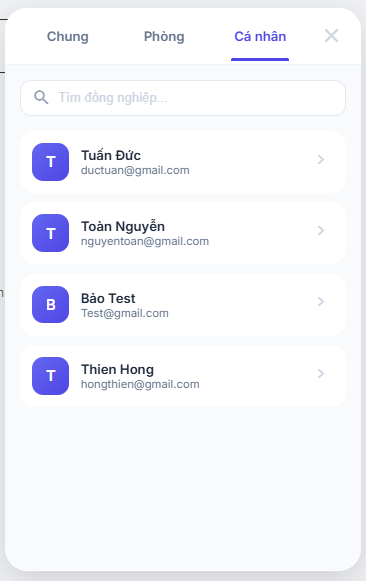 Chung Phòng Cá nhân
Tìm đồng nghiệp...
T
Tuấn Đức
ductuan@gmail.com
T
Toàn Nguyễn
nguyentoan@gmail.com
B
Bảo Test
Test@gmail.com
T
Thien Hong
hongthien@gmail.com